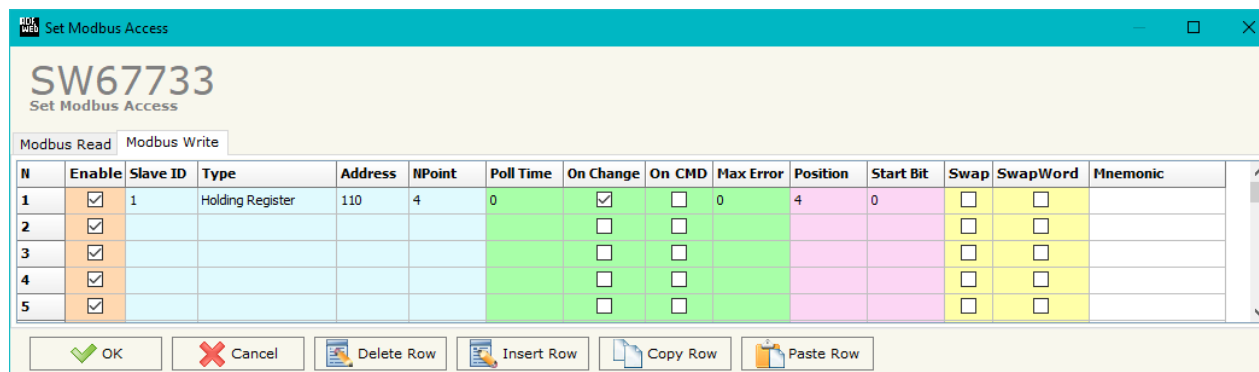 ADF WEB Set Modbus Access
SW67733
Set Modbus Access
Modbus Read Modbus Write
N Enable Slave ID Type Address NPoint Poll Time On Change On CMD Max Error Position Start Bit Swap SwapWord Mnemonic
1 1 Holding Register 110 4 0 0 4 0
2
3
4
5
OK Cancel Delete Row Insert Row Copy Row Paste Row